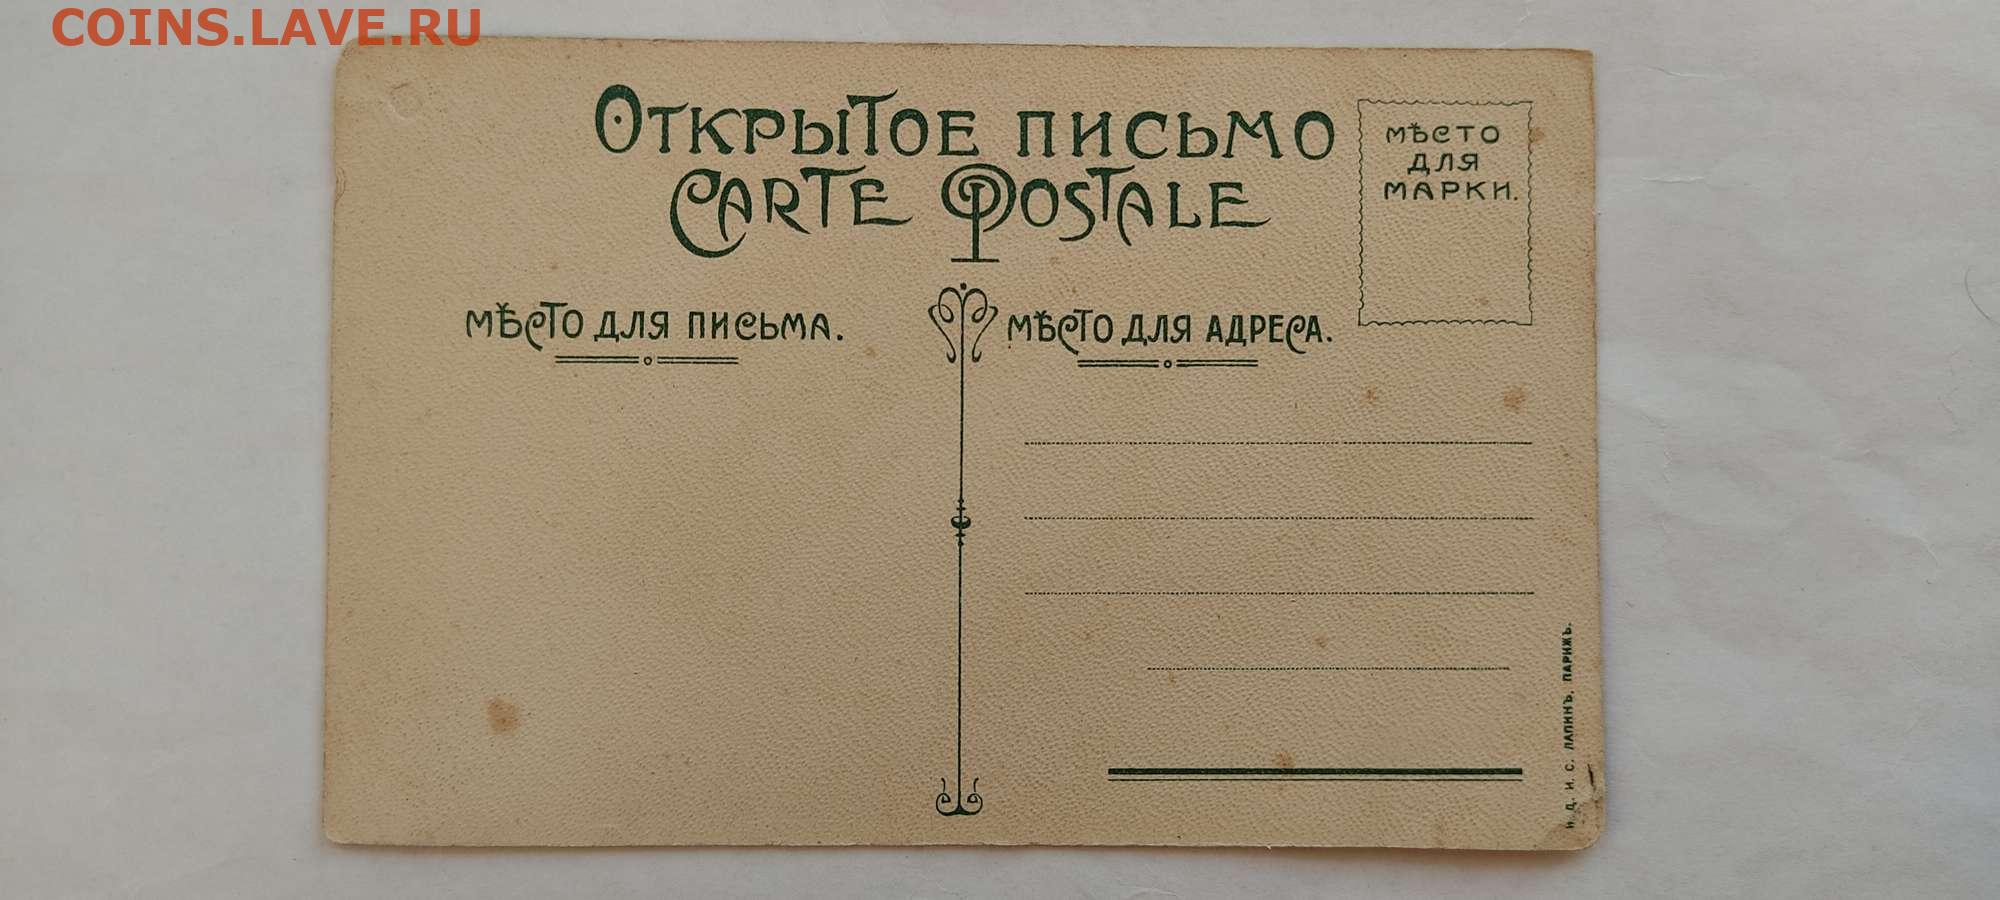 COINS.LAVE.RU
Открытое письмо
Carte Postale
МѢСТО
ДЛЯ
МАРКИ.
МѢСТО ДЛЯ ПИСЬМА.
МѢСТО ДЛЯ АДРЕСА.
И. Д. И. С. ЛАПИНЪ. ПАРИЖЪ.